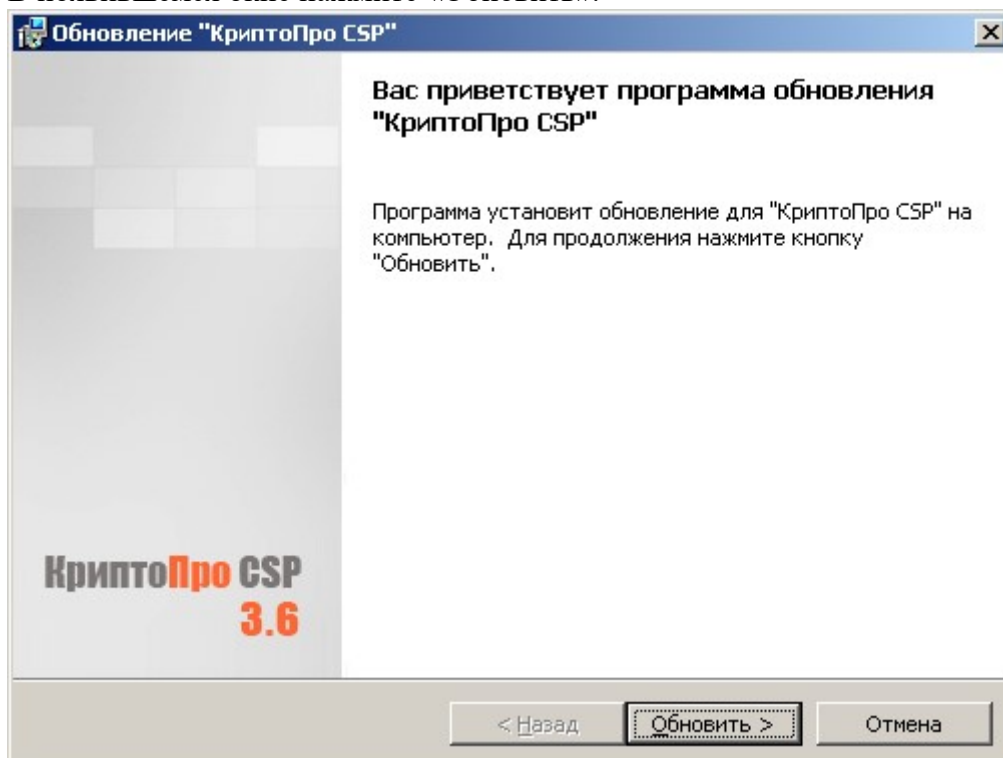 Обновление "КриптоПро CSP"
Вас приветствует программа обновления
"КриптоПро CSP"
Программа установит обновление для "КриптоПро CSP" на
компьютер. Для продолжения нажмите кнопку
"Обновить".
КриптоПро CSP
3.6
< Назад
Обновить >
Отмена